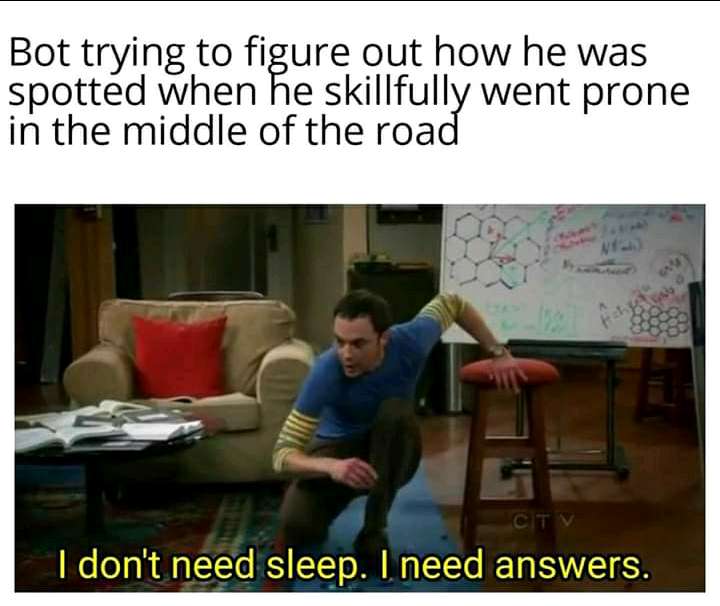 Bot trying to figure out how he was
spotted when he skillfully went prone
in the middle of the road
CTV
I don't need sleep. I need answers.